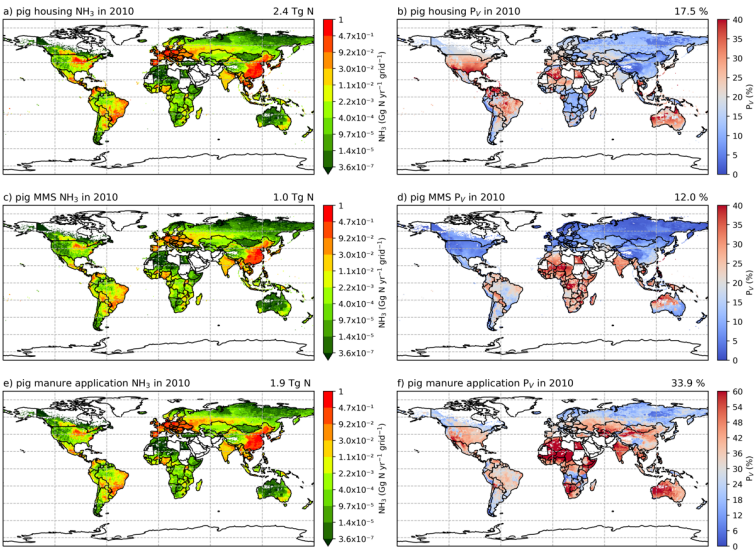 a) pig housing NH₃ in 2010 2.4 Tg N
1
4.7x10⁻¹
9.2x10⁻²
3.0x10⁻²
1.1x10⁻²
2.2x10⁻³
4.0x10⁻⁴
9.7x10⁻⁵
1.4x10⁻⁵
3.6x10⁻⁷
NH₃ (Gg N yr⁻¹ grid⁻¹)
b) pig housing Pᵥ in 2010 17.5 %
40
35
30
25
20
15
10
5
0
Pᵥ (%)
c) pig MMS NH₃ in 2010 1.0 Tg N
1
4.7x10⁻¹
9.2x10⁻²
3.0x10⁻²
1.1x10⁻²
2.2x10⁻³
4.0x10⁻⁴
9.7x10⁻⁵
1.4x10⁻⁵
3.6x10⁻⁷
NH₃ (Gg N yr⁻¹ grid⁻¹)
d) pig MMS Pᵥ in 2010 12.0 %
40
35
30
25
20
15
10
5
0
Pᵥ (%)
e) pig manure application NH₃ in 2010 1.9 Tg N
1
4.7x10⁻¹
9.2x10⁻²
3.0x10⁻²
1.1x10⁻²
2.2x10⁻³
4.0x10⁻⁴
9.7x10⁻⁵
1.4x10⁻⁵
3.6x10⁻⁷
NH₃ (Gg N yr⁻¹ grid⁻¹)
f) pig manure application Pᵥ in 2010 33.9 %
60
54
48
42
36
30
24
18
12
6
0
Pᵥ (%)